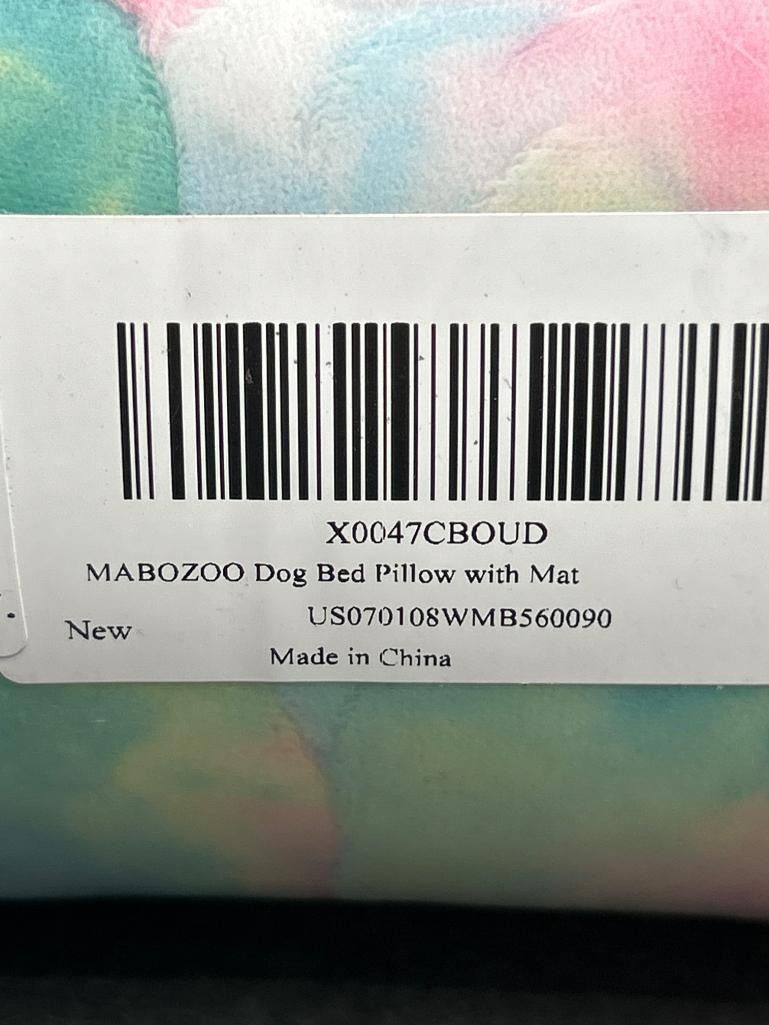 X0047CBOUD
MABOZOO Dog Bed Pillow with Mat
US070108WMB560090
New
Made in China